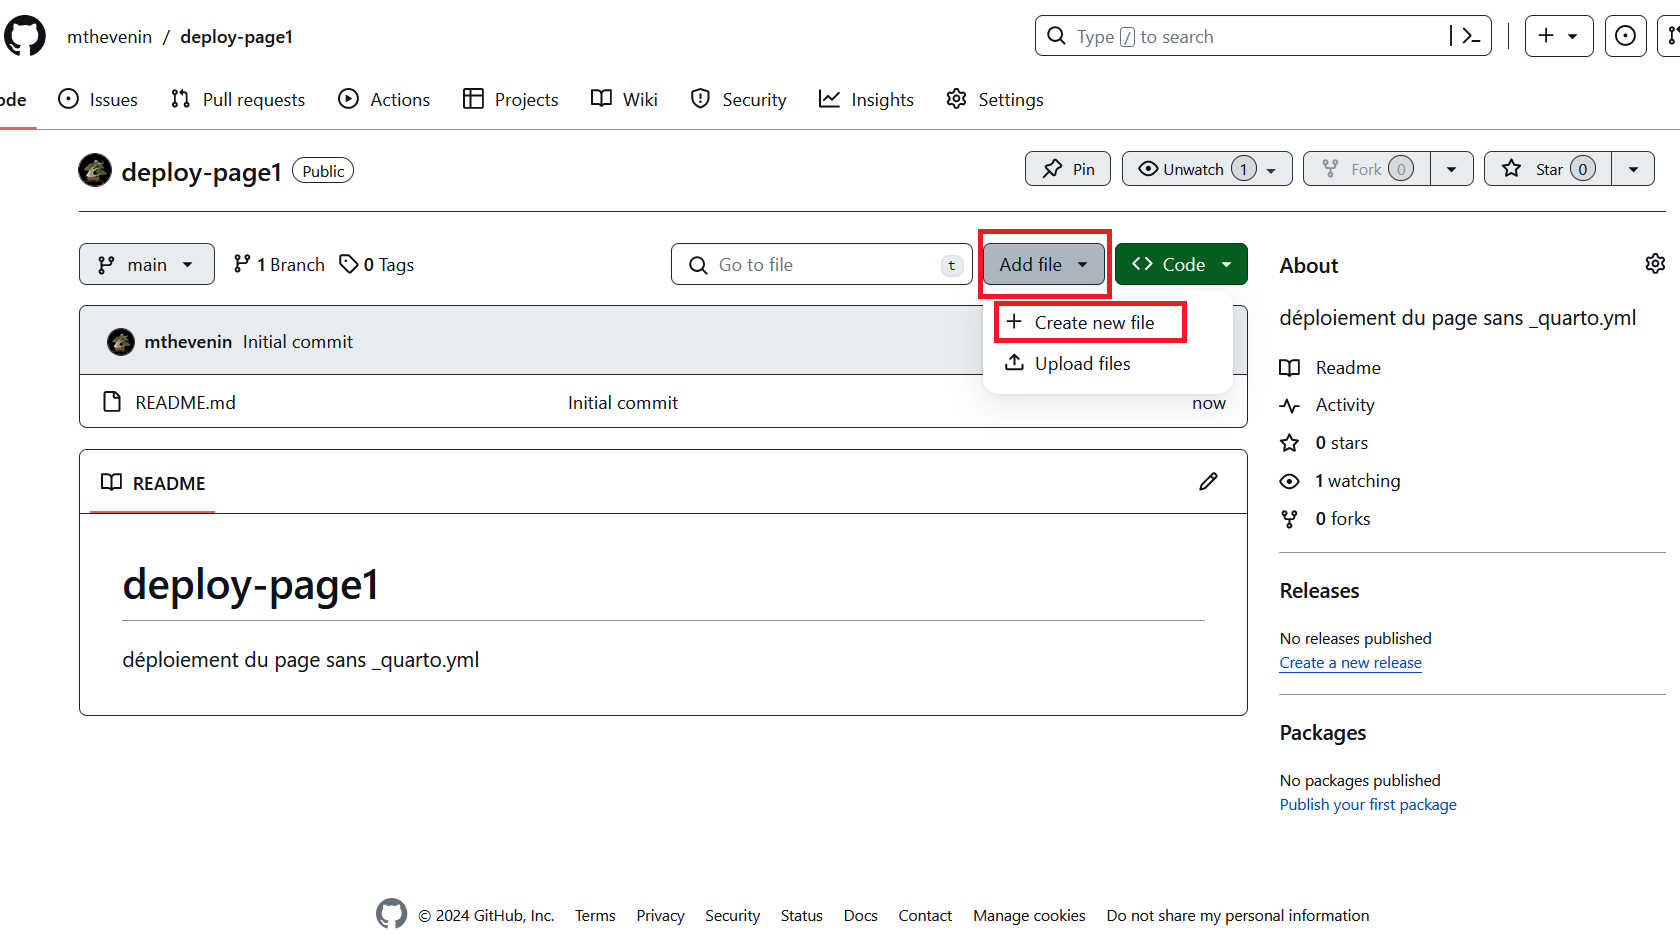 mthevenin / deploy-page1
Type / to search
ode Issues Pull requests Actions Projects Wiki Security Insights Settings
deploy-page1 Public
Pin Unwatch 1 Fork 0 Star 0
main 1 Branch 0 Tags Go to file t Add file Code
Create new file
Upload files
mthevenin Initial commit
README.md Initial commit now
README
deploy-page1
déploiement du page sans _quarto.yml
About
déploiement du page sans _quarto.yml
Readme
Activity
0 stars
1 watching
0 forks
Releases
No releases published
Create a new release
Packages
No packages published
Publish your first package
© 2024 GitHub, Inc. Terms Privacy Security Status Docs Contact Manage cookies Do not share my personal information